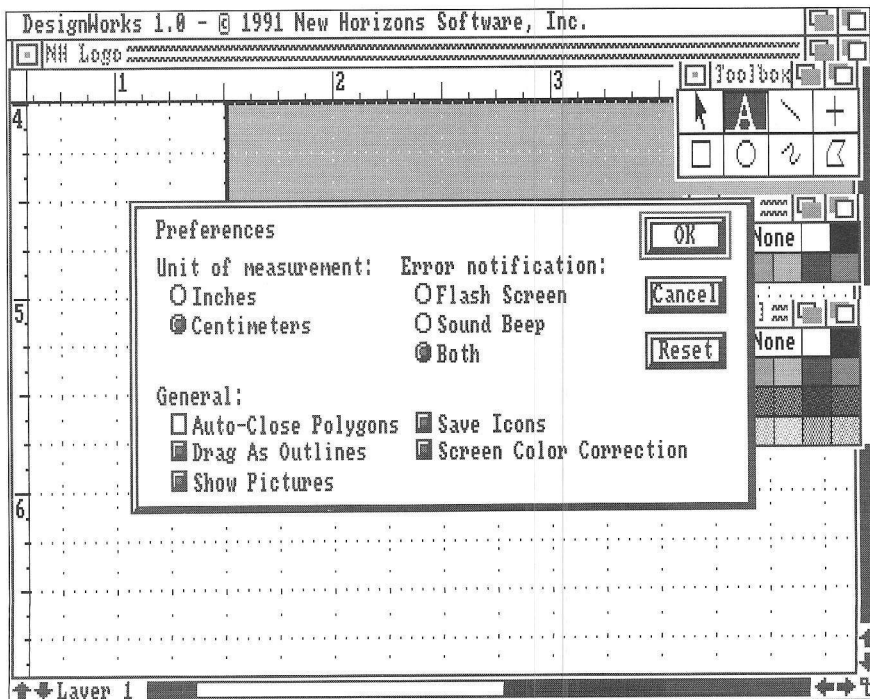 DesignWorks 1.0 - © 1991 New Horizons Software, Inc.
NH Logo
1 2 3
Toolbox
4
Preferences
OK
None
Unit of measurement: Error notification:
Inches Flash Screen Cancel
5
Centimeters Sound Beep
Both Reset
None
General:
Auto-Close Polygons Save Icons
Drag As Outlines Screen Color Correction
Show Pictures
6
Layer 1